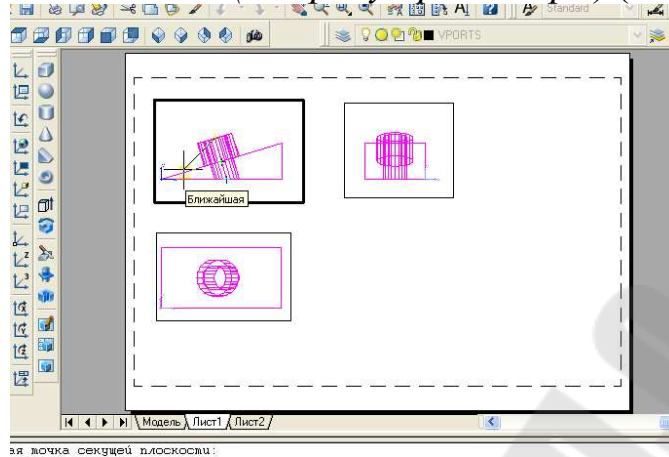 Standard
VPORTS
Ближайшая
Модель Лист1 Лист2
ая точка секущей плоскости: